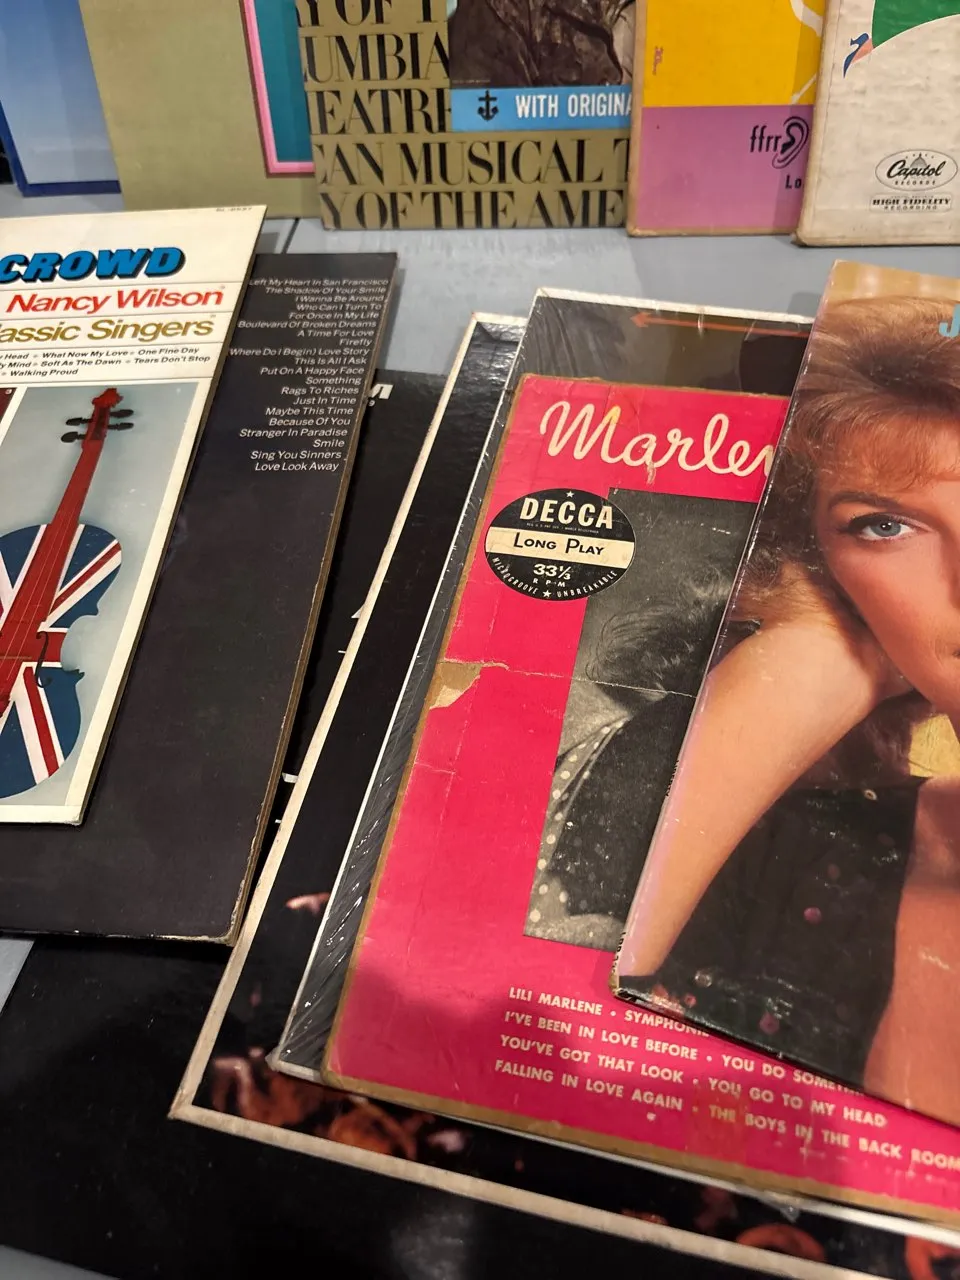 Y OF T
UMBIA
EATRE
CAN MUSICAL T
Y OF THE AME
WITH ORIGINA
ffrr
Lo
Capitol
RECORDS
HIGH FIDELITY
RECORDING
CROWD
Nancy Wilson
assic Singers
y Head • What Now My Love • One Fine Day
y Mind • Soft As The Dawn • Tears Don't Stop
• Walking Proud
Left My Heart In San Francisco
The Shadow Of Your Smile
I Wanna Be Around
Who Can I Turn To
For Once In My Life
Boulevard Of Broken Dreams
A Time For Love
Firefly
Where Do I Begin) Love Story
This Is All I Ask
Put On A Happy Face
Something
Rags To Riches
Just In Time
Maybe This Time
Because Of You
Stranger In Paradise
Smile
Sing You Sinners
Love Look Away
Marle
DECCA
LONG PLAY
33⅓
R P M
MICROGROOVE ★ UNBREAKABLE
LILI MARLENE • SYMPHONIE
I'VE BEEN IN LOVE BEFORE • YOU DO SOMETH
YOU'VE GOT THAT LOOK • YOU GO TO MY HEAD
FALLING IN LOVE AGAIN • THE BOYS IN THE BACK ROOM
J